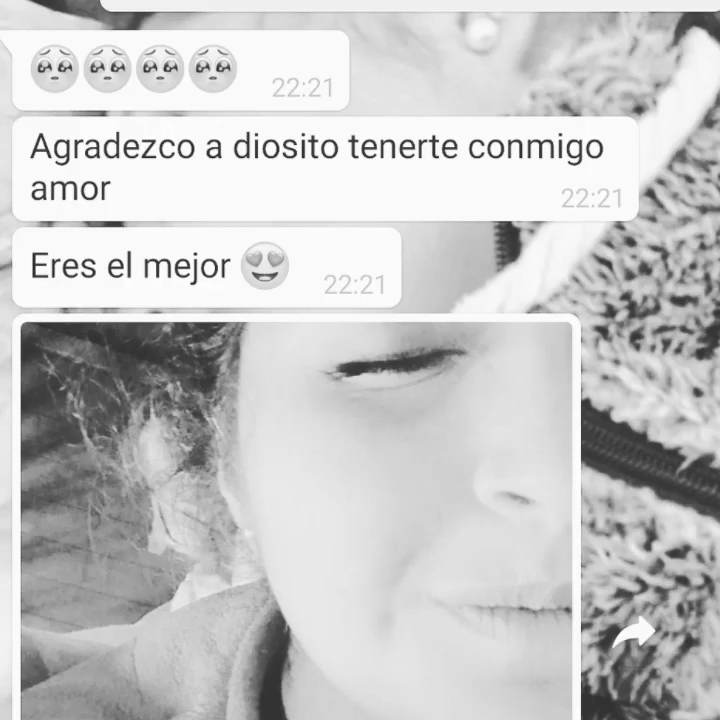 🥺🥺🥺🥺 22:21
Agradezco a diosito tenerte conmigo
amor 22:21
Eres el mejor 😍 22:21